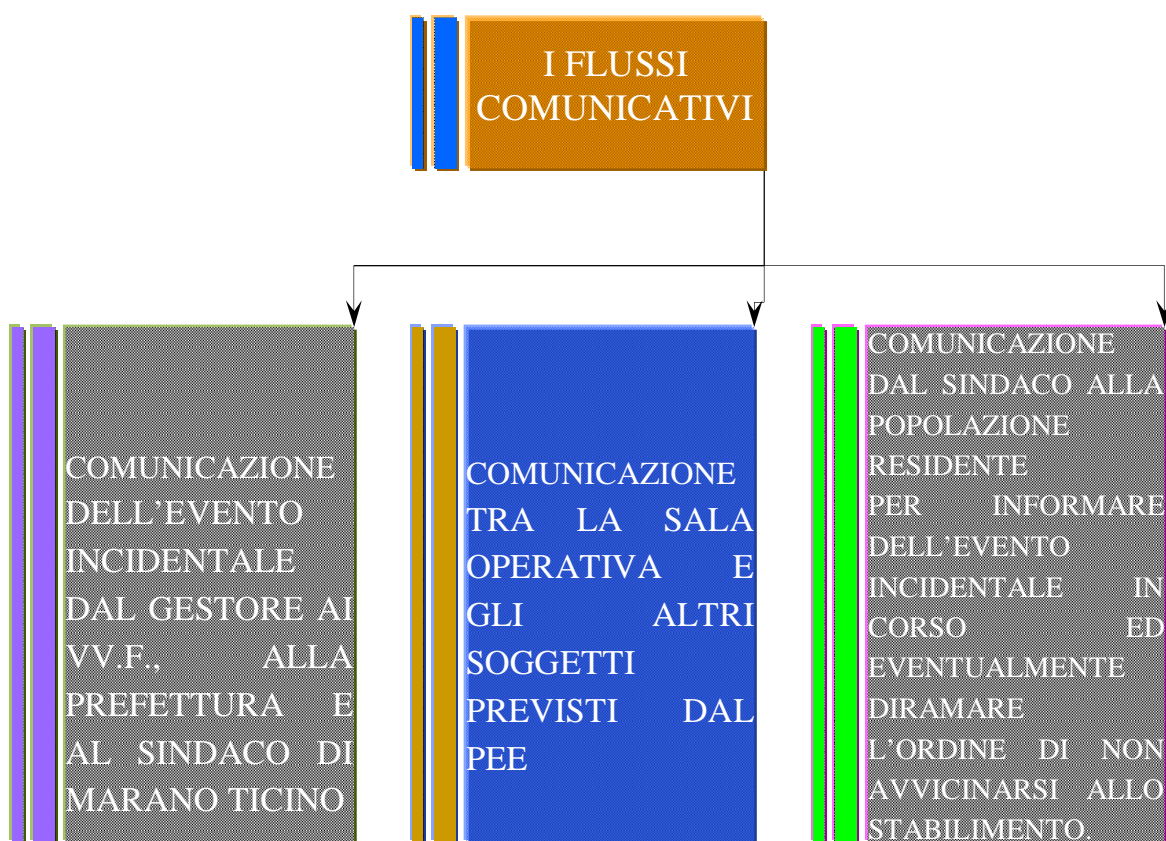 I FLUSSI
COMUNICATIVI
COMUNICAZIONE
DELL’EVENTO
INCIDENTALE
DAL GESTORE AI
VV.F., ALLA
PREFETTURA E
AL SINDACO DI
MARANO TICINO
COMUNICAZIONE
TRA LA SALA
OPERATIVA E
GLI ALTRI
SOGGETTI
PREVISTI DAL
PEE
COMUNICAZIONE
DAL SINDACO ALLA
POPOLAZIONE
RESIDENTE
PER INFORMARE
DELL’EVENTO
INCIDENTALE IN
CORSO ED
EVENTUALMENTE
DIRAMARE
L’ORDINE DI NON
AVVICINARSI ALLO
STABILIMENTO.